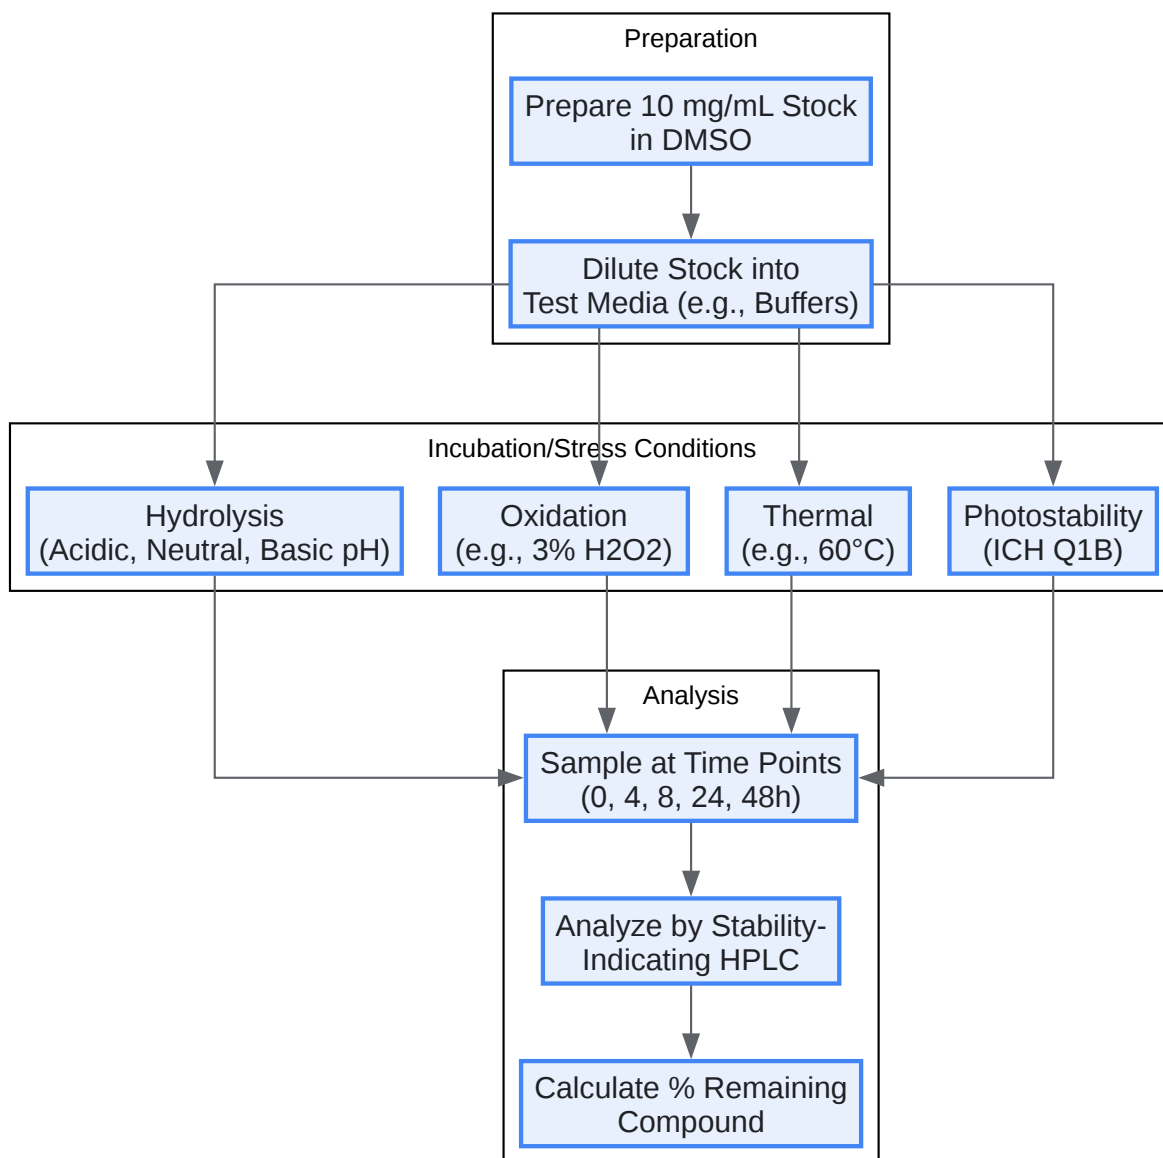 Preparation
Prepare 10 mg/mL Stock
in DMSO
Dilute Stock into
Test Media (e.g., Buffers)
Incubation/Stress Conditions
Hydrolysis
(Acidic, Neutral, Basic pH)
Oxidation
(e.g., 3% H2O2)
Thermal
(e.g., 60°C)
Photostability
(ICH Q1B)
Analysis
Sample at Time Points
(0, 4, 8, 24, 48h)
Analyze by Stability-
Indicating HPLC
Calculate % Remaining
Compound